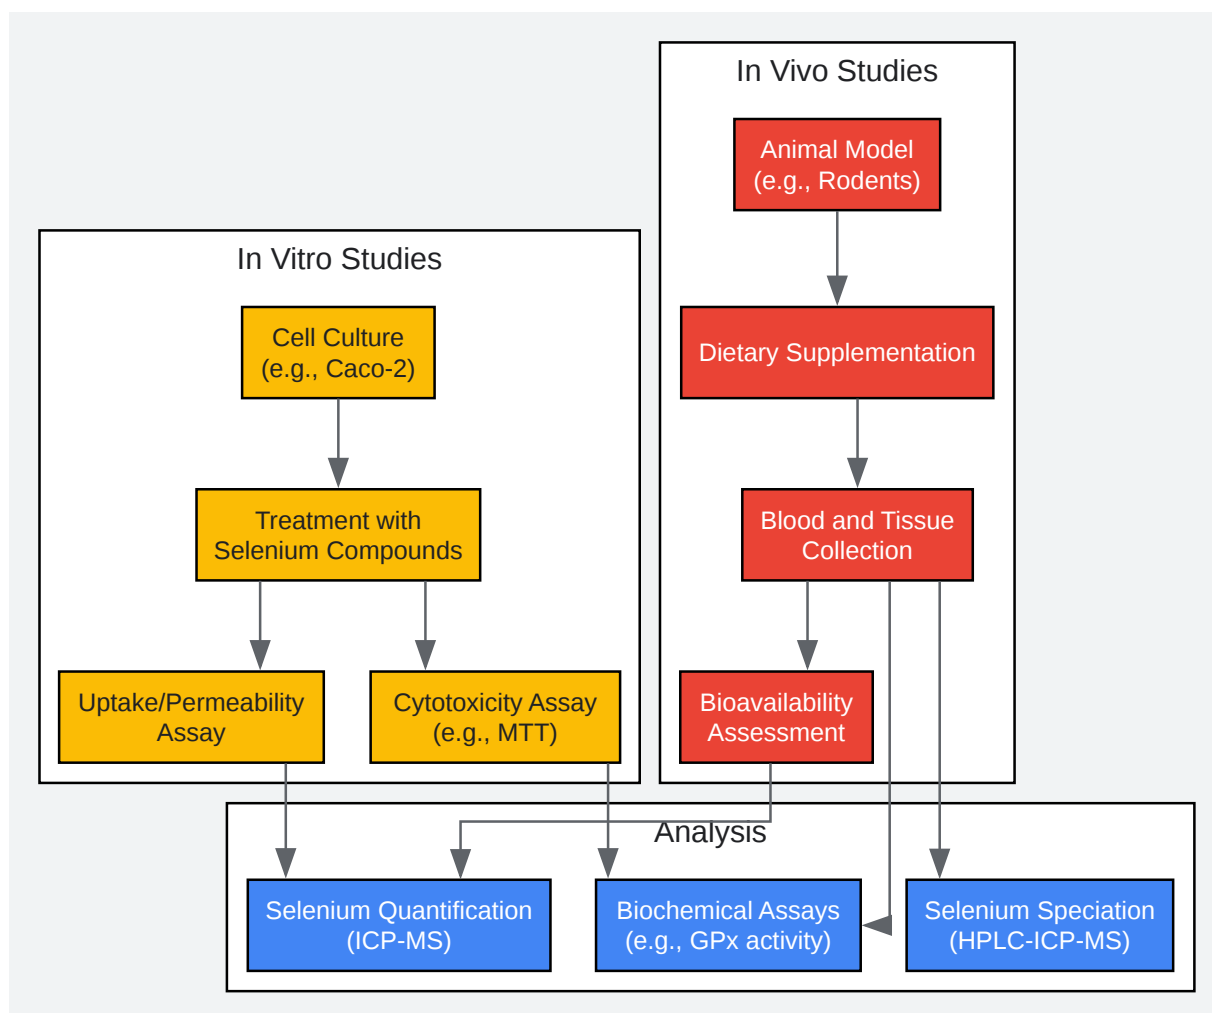 In Vivo Studies
Animal Model
(e.g., Rodents)
Dietary Supplementation
Blood and Tissue
Collection
Bioavailability
Assessment
In Vitro Studies
Cell Culture
(e.g., Caco-2)
Treatment with
Selenium Compounds
Uptake/Permeability
Assay
Cytotoxicity Assay
(e.g., MTT)
Analysis
Selenium Quantification
(ICP-MS)
Biochemical Assays
(e.g., GPx activity)
Selenium Speciation
(HPLC-ICP-MS)